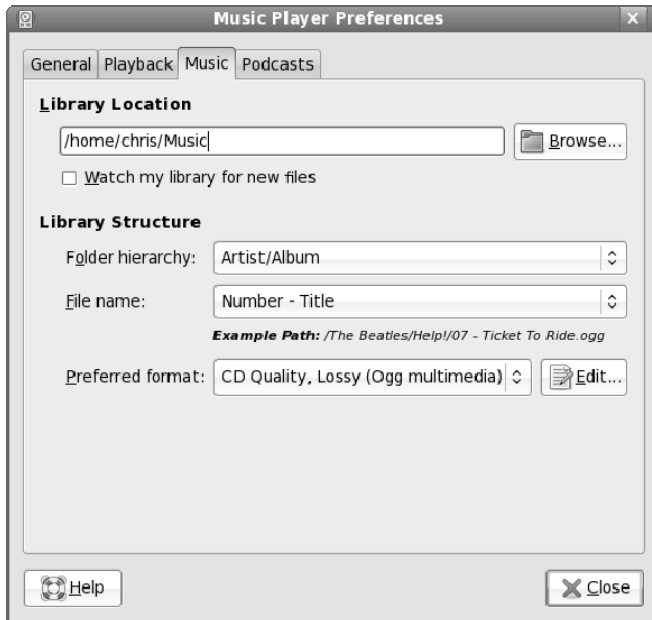 Music Player Preferences
General Playback Music Podcasts
Library Location
/home/chris/Music Browse...
Watch my library for new files
Library Structure
Folder hierarchy: Artist/Album
File name: Number - Title
Example Path: /The Beatles/Help!/07 - Ticket To Ride.ogg
Preferred format: CD Quality, Lossy (Ogg multimedia) Edit...
Help Close